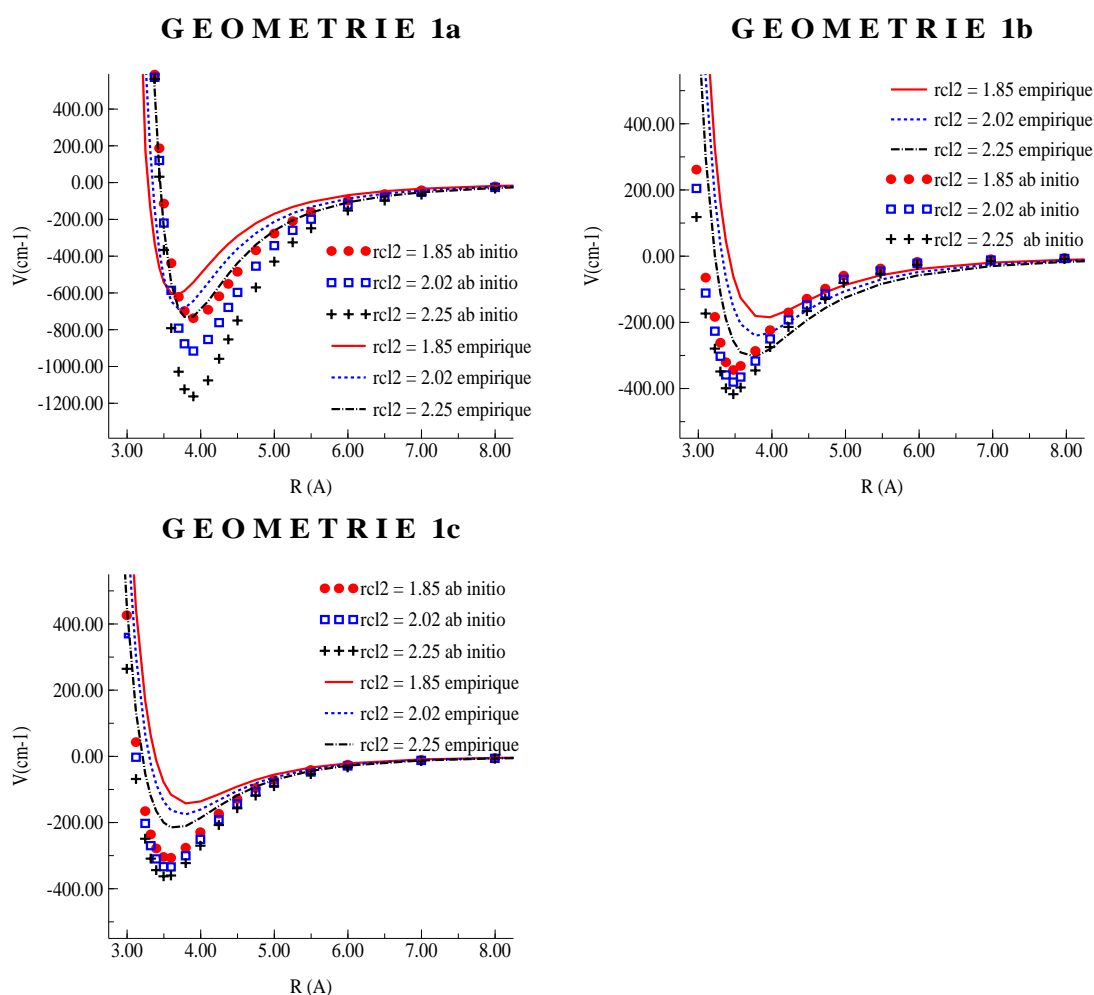 G E O M E T R I E 1a
400.00
200.00
0.00
-200.00
-400.00
-600.00
-800.00
-1000.00
-1200.00
V(cm-1)
rcl2 = 1.85 ab initio
rcl2 = 2.02 ab initio
rcl2 = 2.25 ab initio
rcl2 = 1.85 empirique
rcl2 = 2.02 empirique
rcl2 = 2.25 empirique
3.00 4.00 5.00 6.00 7.00 8.00
R (A)
G E O M E T R I E 1b
400.00
200.00
0.00
-200.00
-400.00
V(cm-1)
rcl2 = 1.85 empirique
rcl2 = 2.02 empirique
rcl2 = 2.25 empirique
rcl2 = 1.85 ab initio
rcl2 = 2.02 ab initio
rcl2 = 2.25 ab initio
3.00 4.00 5.00 6.00 7.00 8.00
R (A)
G E O M E T R I E 1c
400.00
200.00
0.00
-200.00
-400.00
V(cm-1)
rcl2 = 1.85 ab initio
rcl2 = 2.02 ab initio
rcl2 = 2.25 ab initio
rcl2 = 1.85 empirique
rcl2 = 2.02 empirique
rcl2 = 2.25 empirique
3.00 4.00 5.00 6.00 7.00 8.00
R (A)